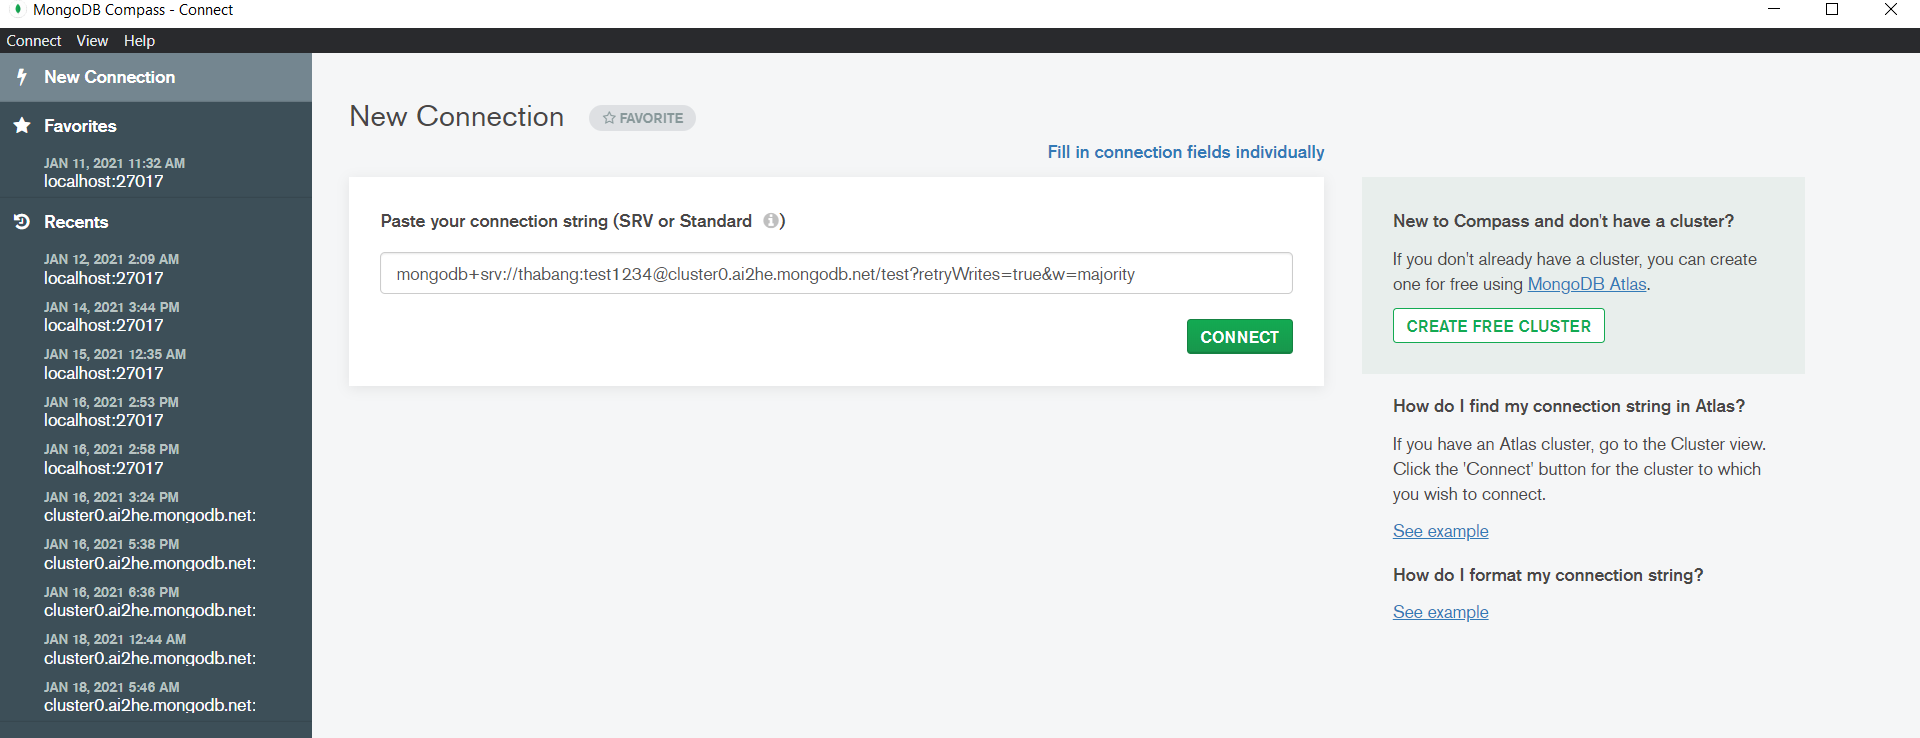 MongoDB Compass - Connect
Connect View Help
New Connection
Favorites
JAN 11, 2021 11:32 AM
localhost:27017
Recents
JAN 12, 2021 2:09 AM
localhost:27017
JAN 14, 2021 3:44 PM
localhost:27017
JAN 15, 2021 12:35 AM
localhost:27017
JAN 16, 2021 2:53 PM
localhost:27017
JAN 16, 2021 2:58 PM
localhost:27017
JAN 16, 2021 3:24 PM
cluster0.ai2he.mongodb.net:
JAN 16, 2021 5:38 PM
cluster0.ai2he.mongodb.net:
JAN 16, 2021 6:36 PM
cluster0.ai2he.mongodb.net:
JAN 18, 2021 12:44 AM
cluster0.ai2he.mongodb.net:
JAN 18, 2021 5:46 AM
cluster0.ai2he.mongodb.net:
New Connection
FAVORITE
Fill in connection fields individually
Paste your connection string (SRV or Standard )
mongodb+srv://thabang:test1234@cluster0.ai2he.mongodb.net/test?retryWrites=true&w=majority
CONNECT
New to Compass and don't have a cluster?
If you don't already have a cluster, you can create
one for free using MongoDB Atlas.
CREATE FREE CLUSTER
How do I find my connection string in Atlas?
If you have an Atlas cluster, go to the Cluster view.
Click the 'Connect' button for the cluster to which
you wish to connect.
See example
How do I format my connection string?
See example